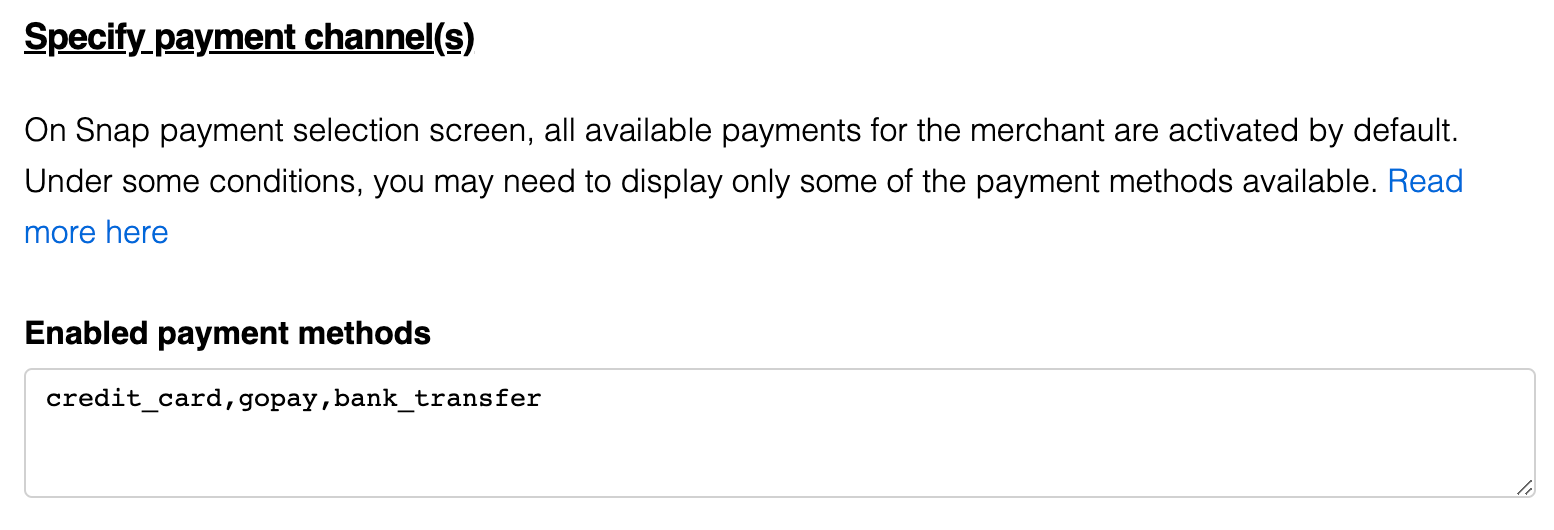 Specify payment channel(s)
On Snap payment selection screen, all available payments for the merchant are activated by default.
Under some conditions, you may need to display only some of the payment methods available. Read
more here
Enabled payment methods
credit_card,gopay,bank_transfer